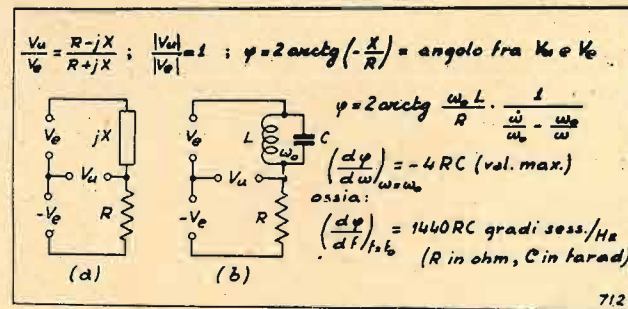 Vu/Ve = R-jX/R+jX ; |Vu|/|Ve| = 1 ; φ = 2 arctg(-X/R) = angolo fra Vu e Ve
φ = 2 arctg ω₀L/R · 1/(ω/ω₀ - ω₀/ω)
(dφ/dω)ω=ω₀ = -4RC (val. max.)
ossia:
(dφ/df)f=f₀ = 1440RC gradi sess./Hz
(R in ohm, C in farad)
Ve
jX
Vu
-Ve
R
(a)
Ve
L
ω₀
C
Vu
-Ve
R
(b)
712